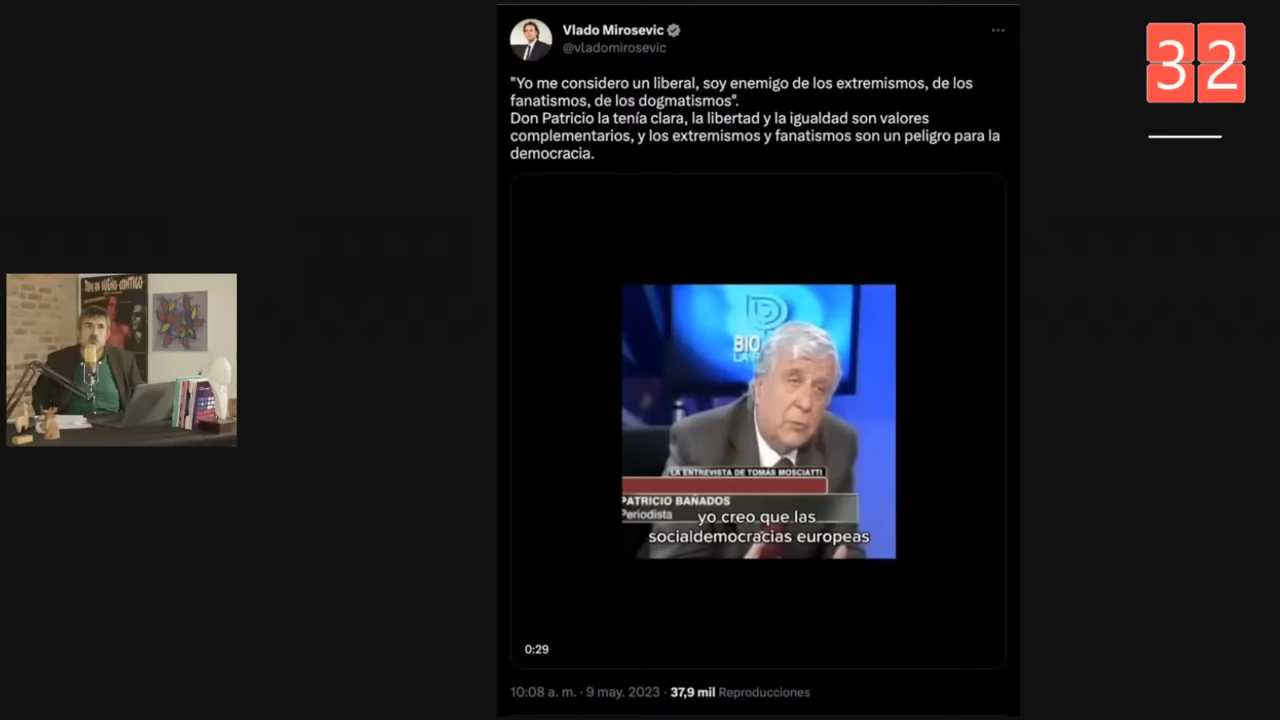 Vlado Mirosevic
@vladomirosevic
32
"Yo me considero un liberal, soy enemigo de los extremismos, de los
fanatismos, de los dogmatismos".
Don Patricio la tenía clara, la libertad y la igualdad son valores
complementarios, y los extremismos y fanatismos son un peligro para la
democracia.
BIO
LA R
LA ENTREVISTA DE TOMÁS MOSCIATTI
PATRICIO BAÑADOS
Periodista
yo creo que las
socialdemocracias europeas
0:29
10:08 a. m. · 9 may. 2023 · 37,9 mil Reproducciones